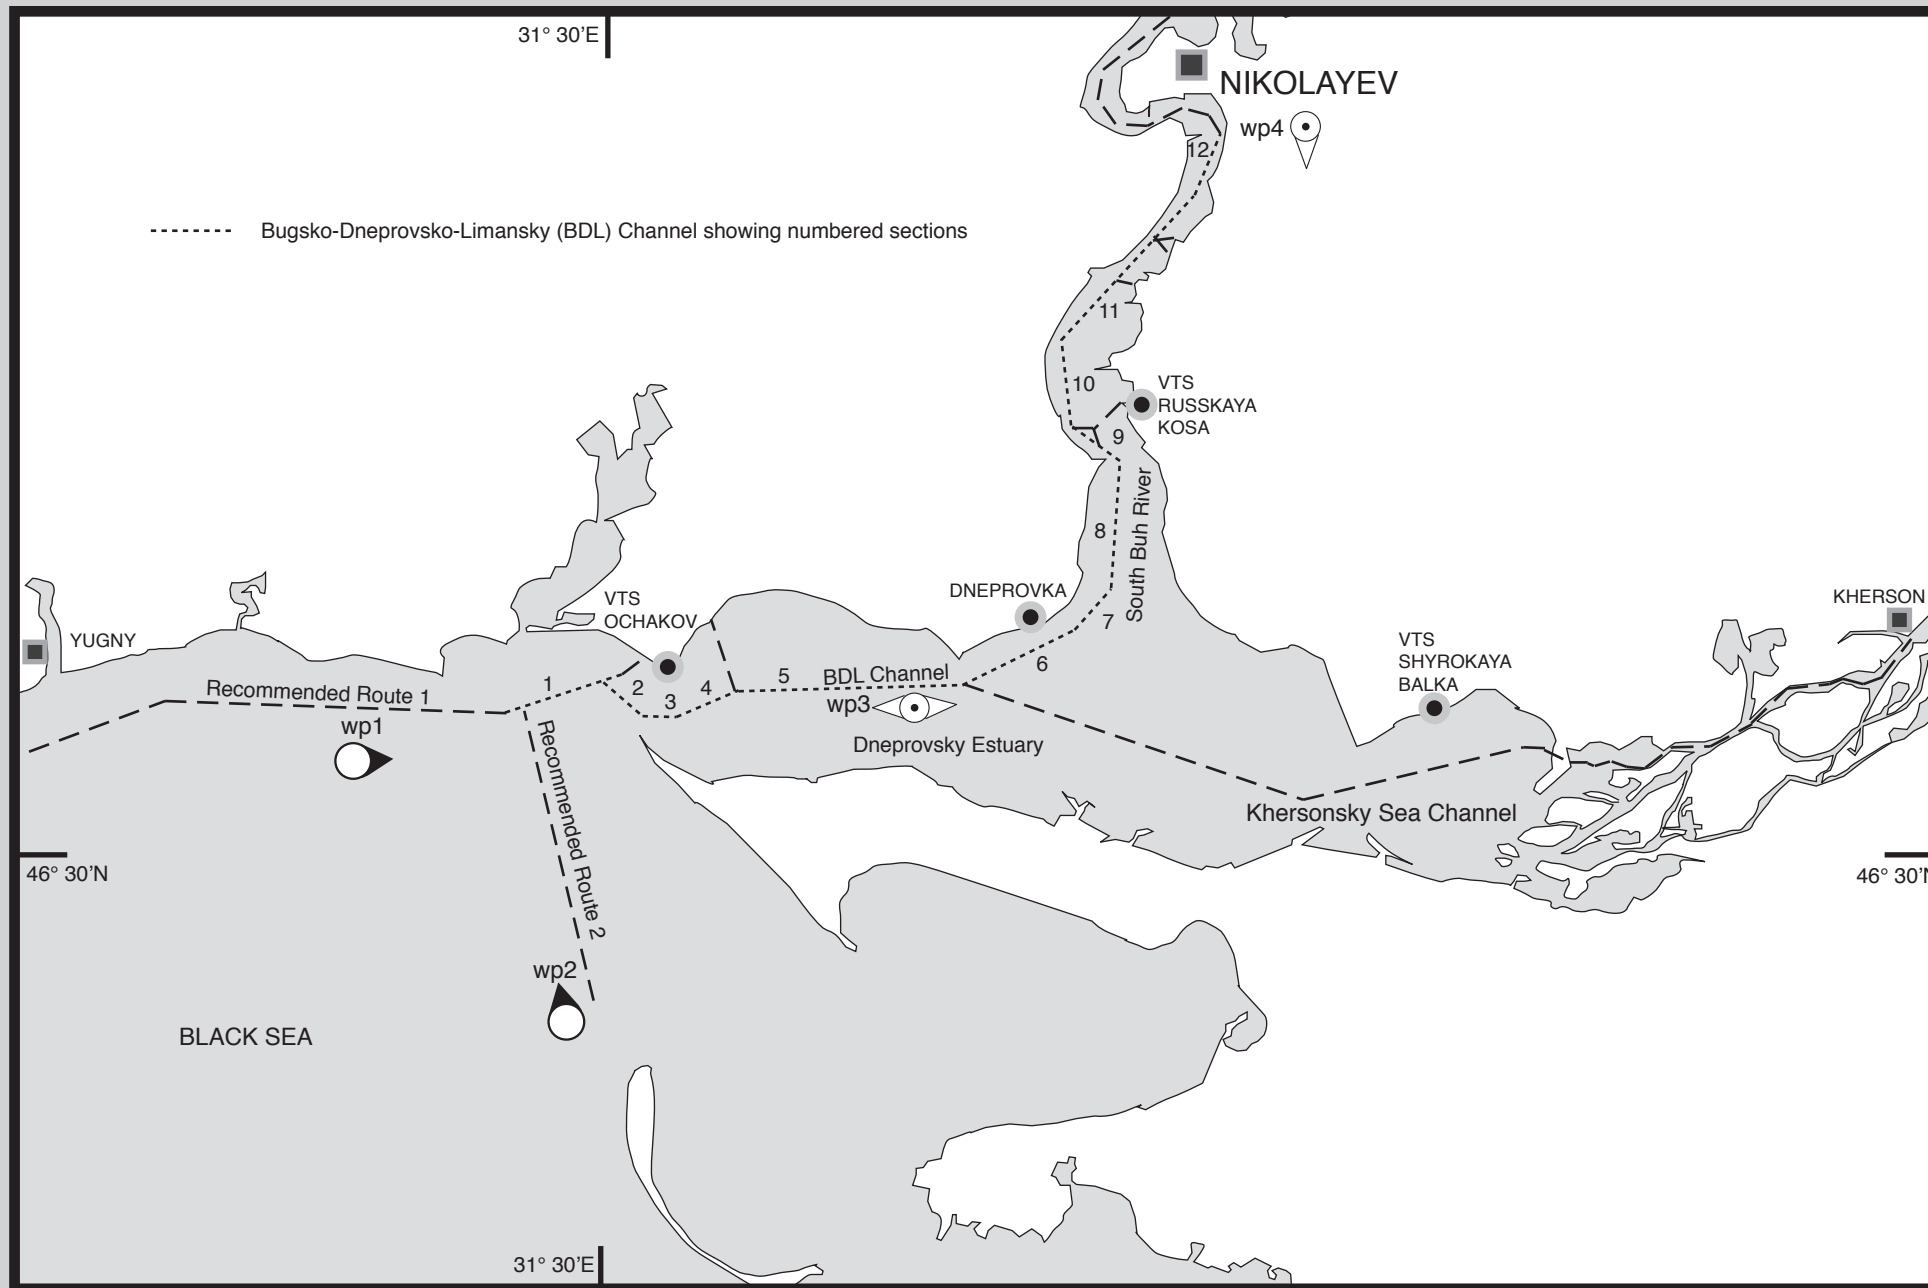 31° 30'E
NIKOLAYEV
wp4
12
Bugsko-Dneprovsko-Limansky (BDL) Channel showing numbered sections
11
10
VTS
RUSSKAYA
KOSA
9
8
South Buh River
DNEPROVKA
VTS
OCHAKOV
7
KHERSON
YUGNY
VTS
SHYROKAYA
BALKA
6
Recommended Route 1
1
2
3
4
5
BDL Channel
wp1
wp3
Recommended Route 2
Dneprovsky Estuary
Khersonsky Sea Channel
46° 30'N
46° 30'N
wp2
BLACK SEA
31° 30'E